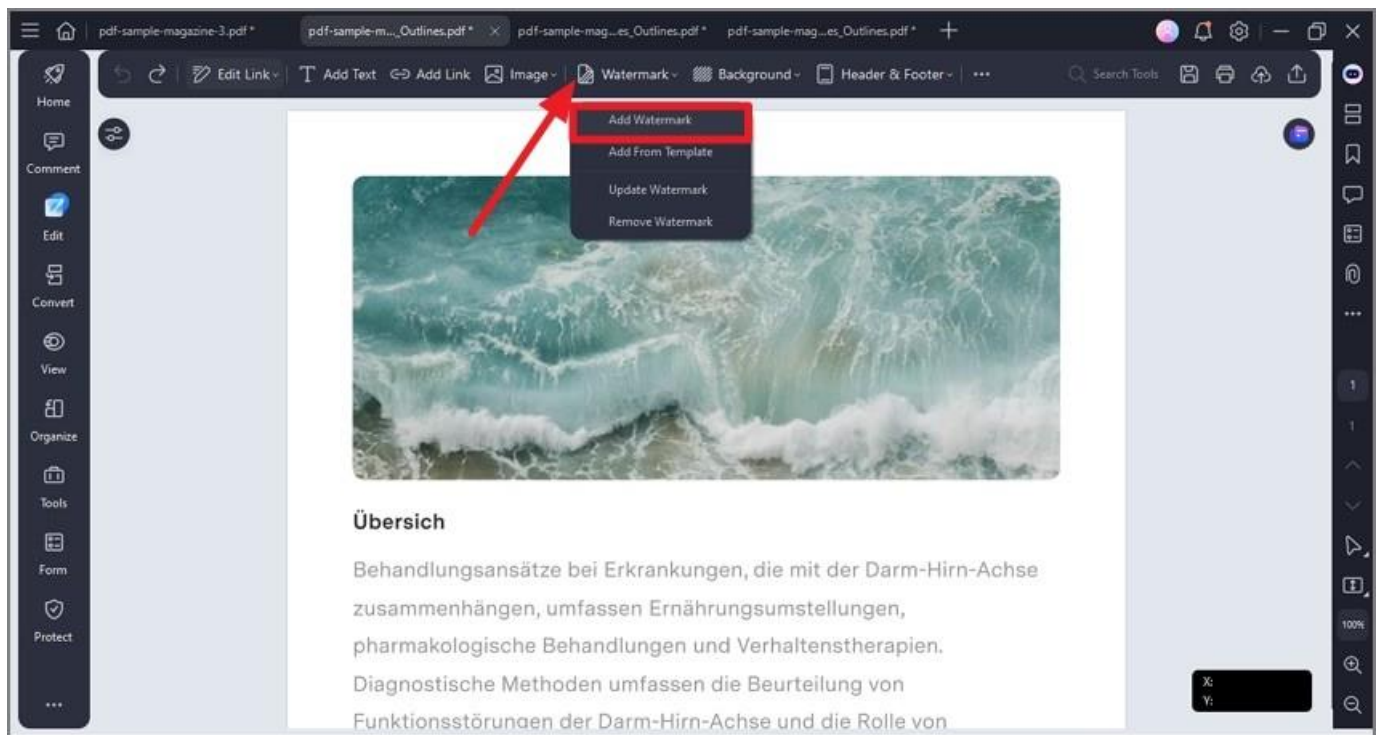 pdf-sample-magazine-3.pdf *
pdf-sample-m..._Outlines.pdf *
pdf-sample-mag...es_Outlines.pdf *
pdf-sample-mag...es_Outlines.pdf *
Edit Link
Add Text
Add Link
Image
Watermark
Background
Header & Footer
Search Tools
Add Watermark
Add From Template
Update Watermark
Remove Watermark
Home
Comment
Edit
Convert
View
Organize
Tools
Form
Protect
Übersich
Behandlungsansätze bei Erkrankungen, die mit der Darm-Hirn-Achse
zusammenhängen, umfassen Ernährungsumstellungen,
pharmakologische Behandlungen und Verhaltenstherapien.
Diagnostische Methoden umfassen die Beurteilung von
Funktionsstörungen der Darm-Hirn-Achse und die Rolle von
1
1
100%
X:
Y: